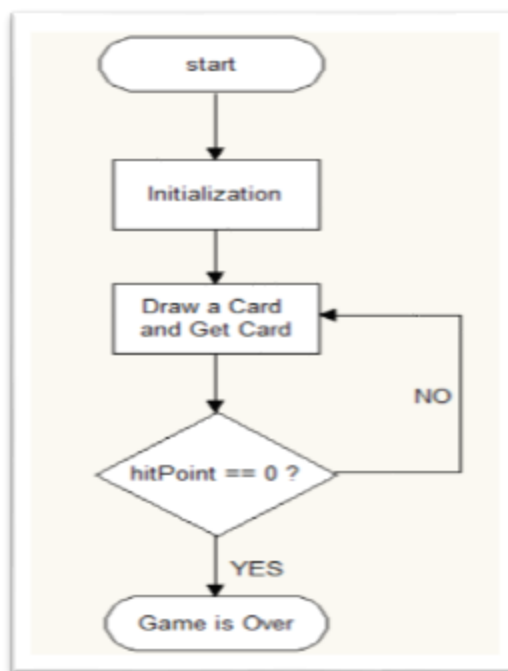 start
Initialization
Draw a Card
and Get Card
NO
hitPoint == 0 ?
YES
Game is Over